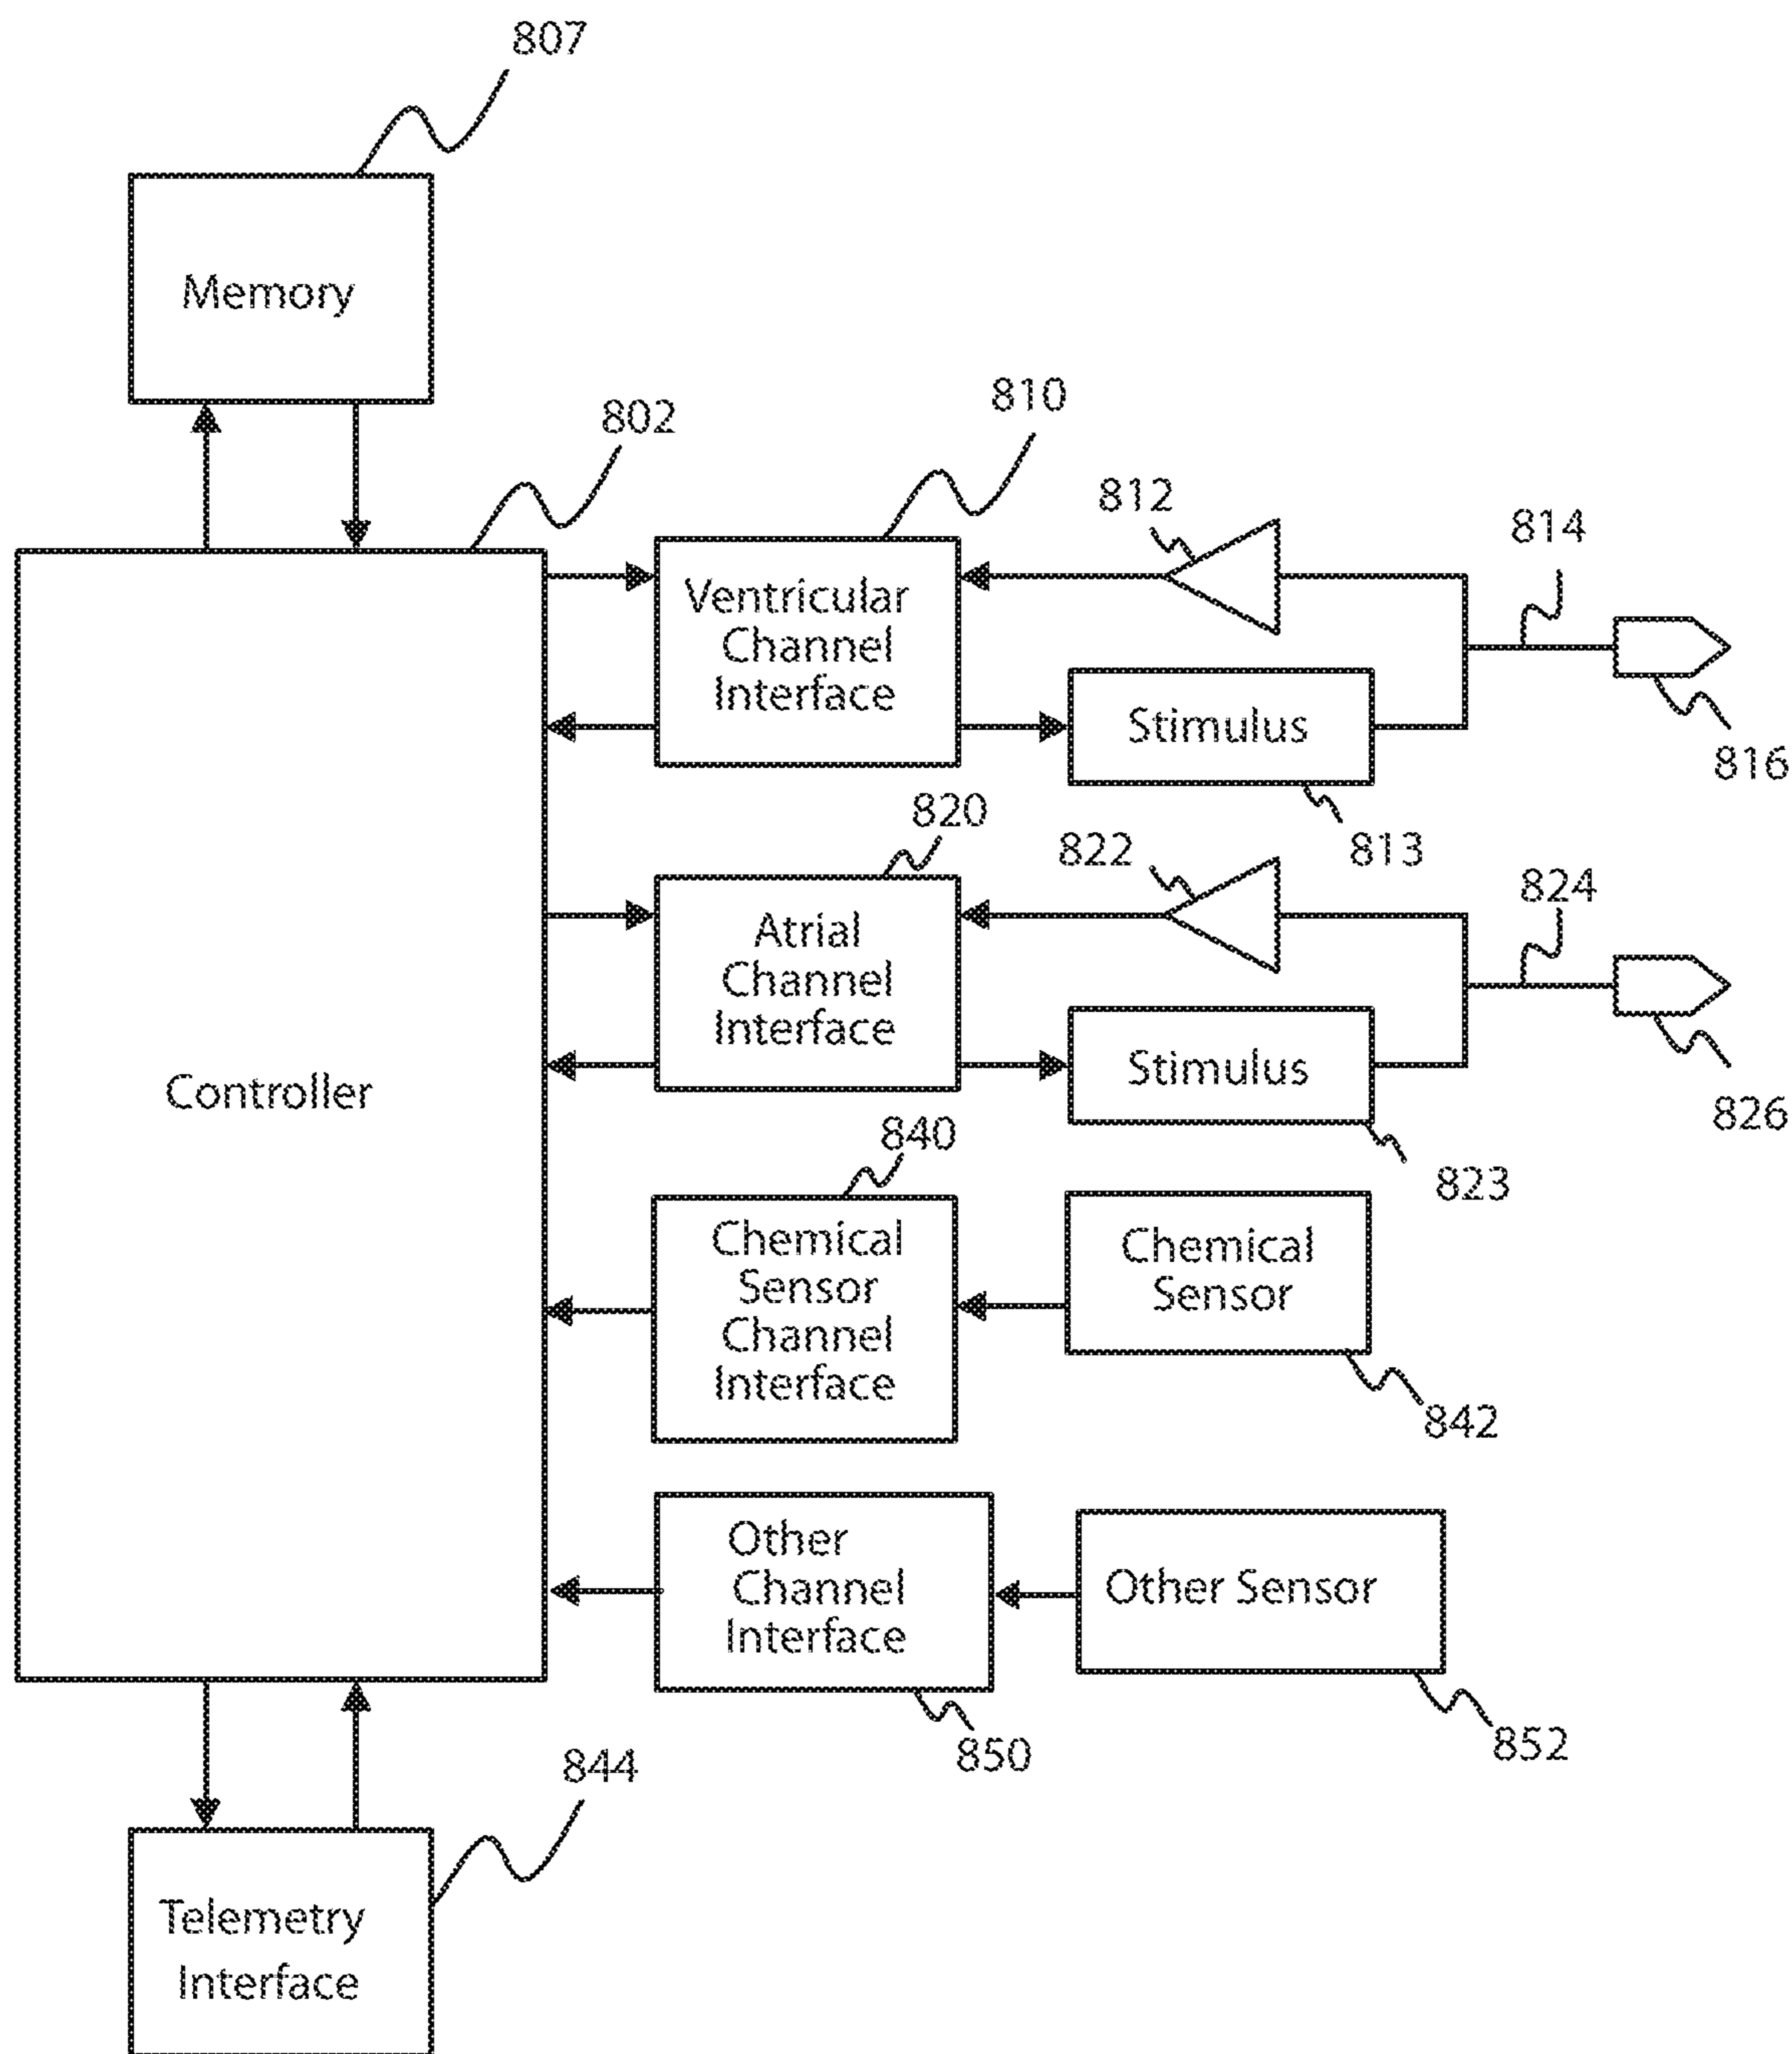 807
Memory
802
810
812
814
Ventricular
Channel
Interface
Stimulus
816
813
820
822
824
Atrial
Channel
Interface
Stimulus
826
823
Controller
840
Chemical
Sensor
Channel
Interface
Chemical
Sensor
842
Other
Channel
Interface
Other Sensor
850
852
844
Telemetry
Interface